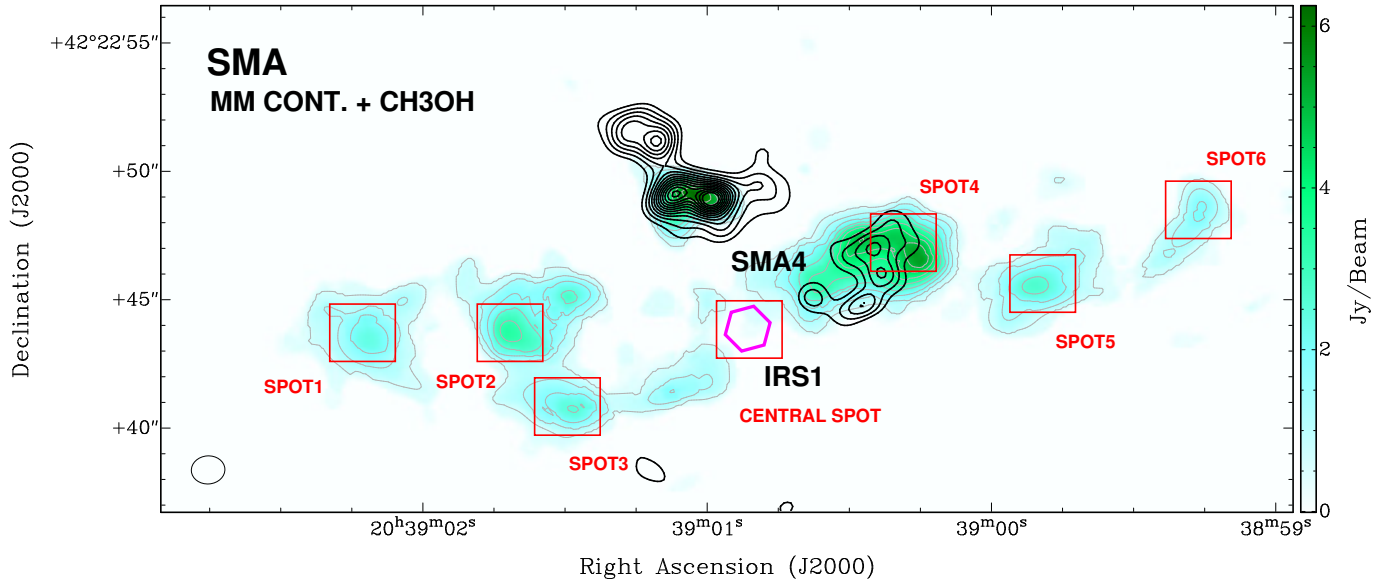 SMA
MM CONT. + CH3OH
+42°22′55″
+50″
+45″
+40″
Declination (J2000)
SPOT6
SPOT4
SMA4
SPOT5
SPOT1
SPOT2
IRS1
CENTRAL SPOT
SPOT3
20ʰ39ᵐ02ˢ
39ᵐ01ˢ
39ᵐ00ˢ
38ᵐ59ˢ
Right Ascension (J2000)
6
4
2
0
Jy/Beam